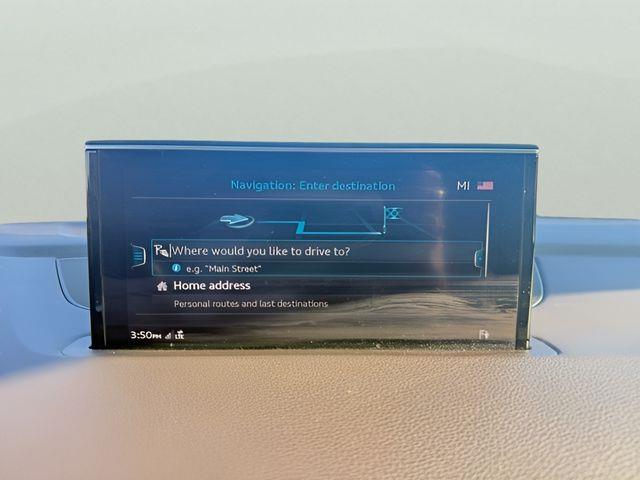 Navigation: Enter destination
MI
Where would you like to drive to?
e.g. "Main Street"
Home address
Personal routes and last destinations
3:50PM LTE